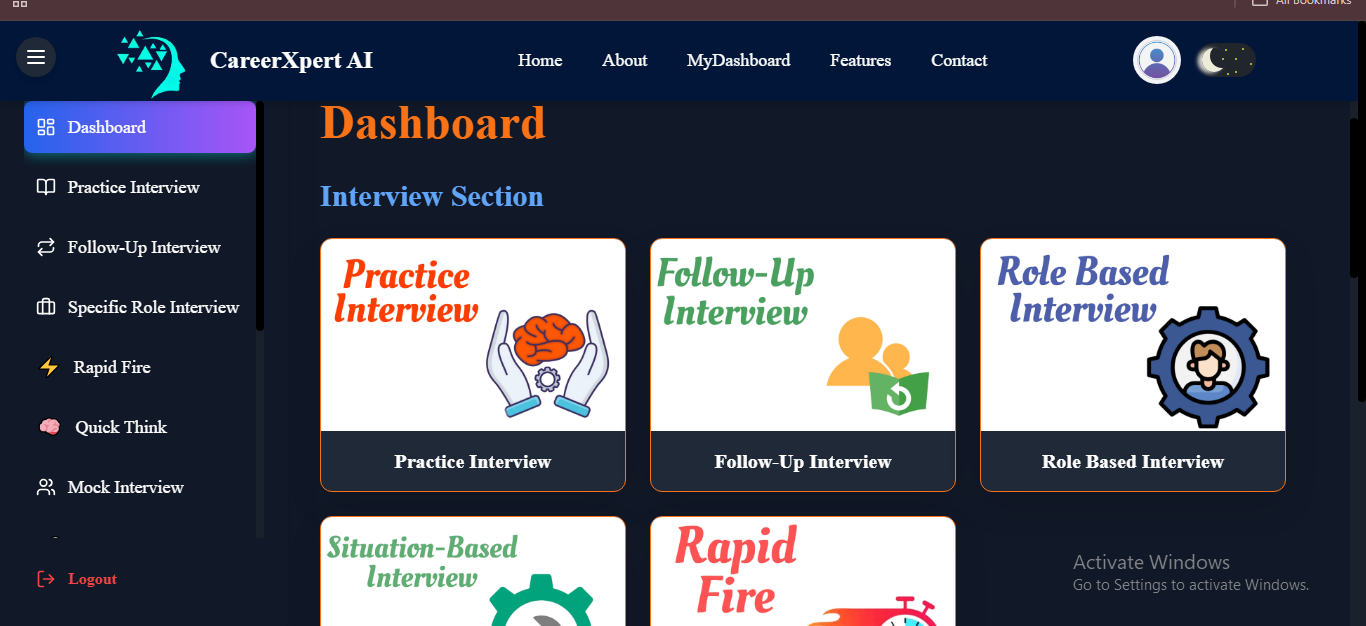 All Bookmarks
CareerXpert AI
Home
About
MyDashboard
Features
Contact
Dashboard
Practice Interview
Follow-Up Interview
Specific Role Interview
Rapid Fire
Quick Think
Mock Interview
Logout
Dashboard
Interview Section
Practice
Interview
Practice Interview
Follow-Up
Interview
Follow-Up Interview
Role Based
Interview
Role Based Interview
Situation-Based
Interview
Rapid
Fire
Activate Windows
Go to Settings to activate Windows.